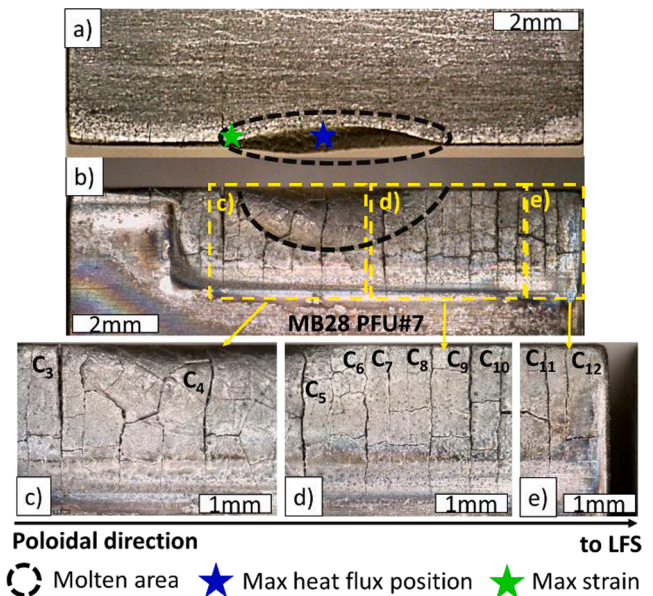 a)
2mm
b)
c)
d)
e)
2mm
MB28 PFU#7
C3
C4
C5
C6
C7
C8
C9
C10
C11
C12
c)
1mm
d)
1mm
e)
1mm
Poloidal direction
to LFS
Molten area
Max heat flux position
Max strain